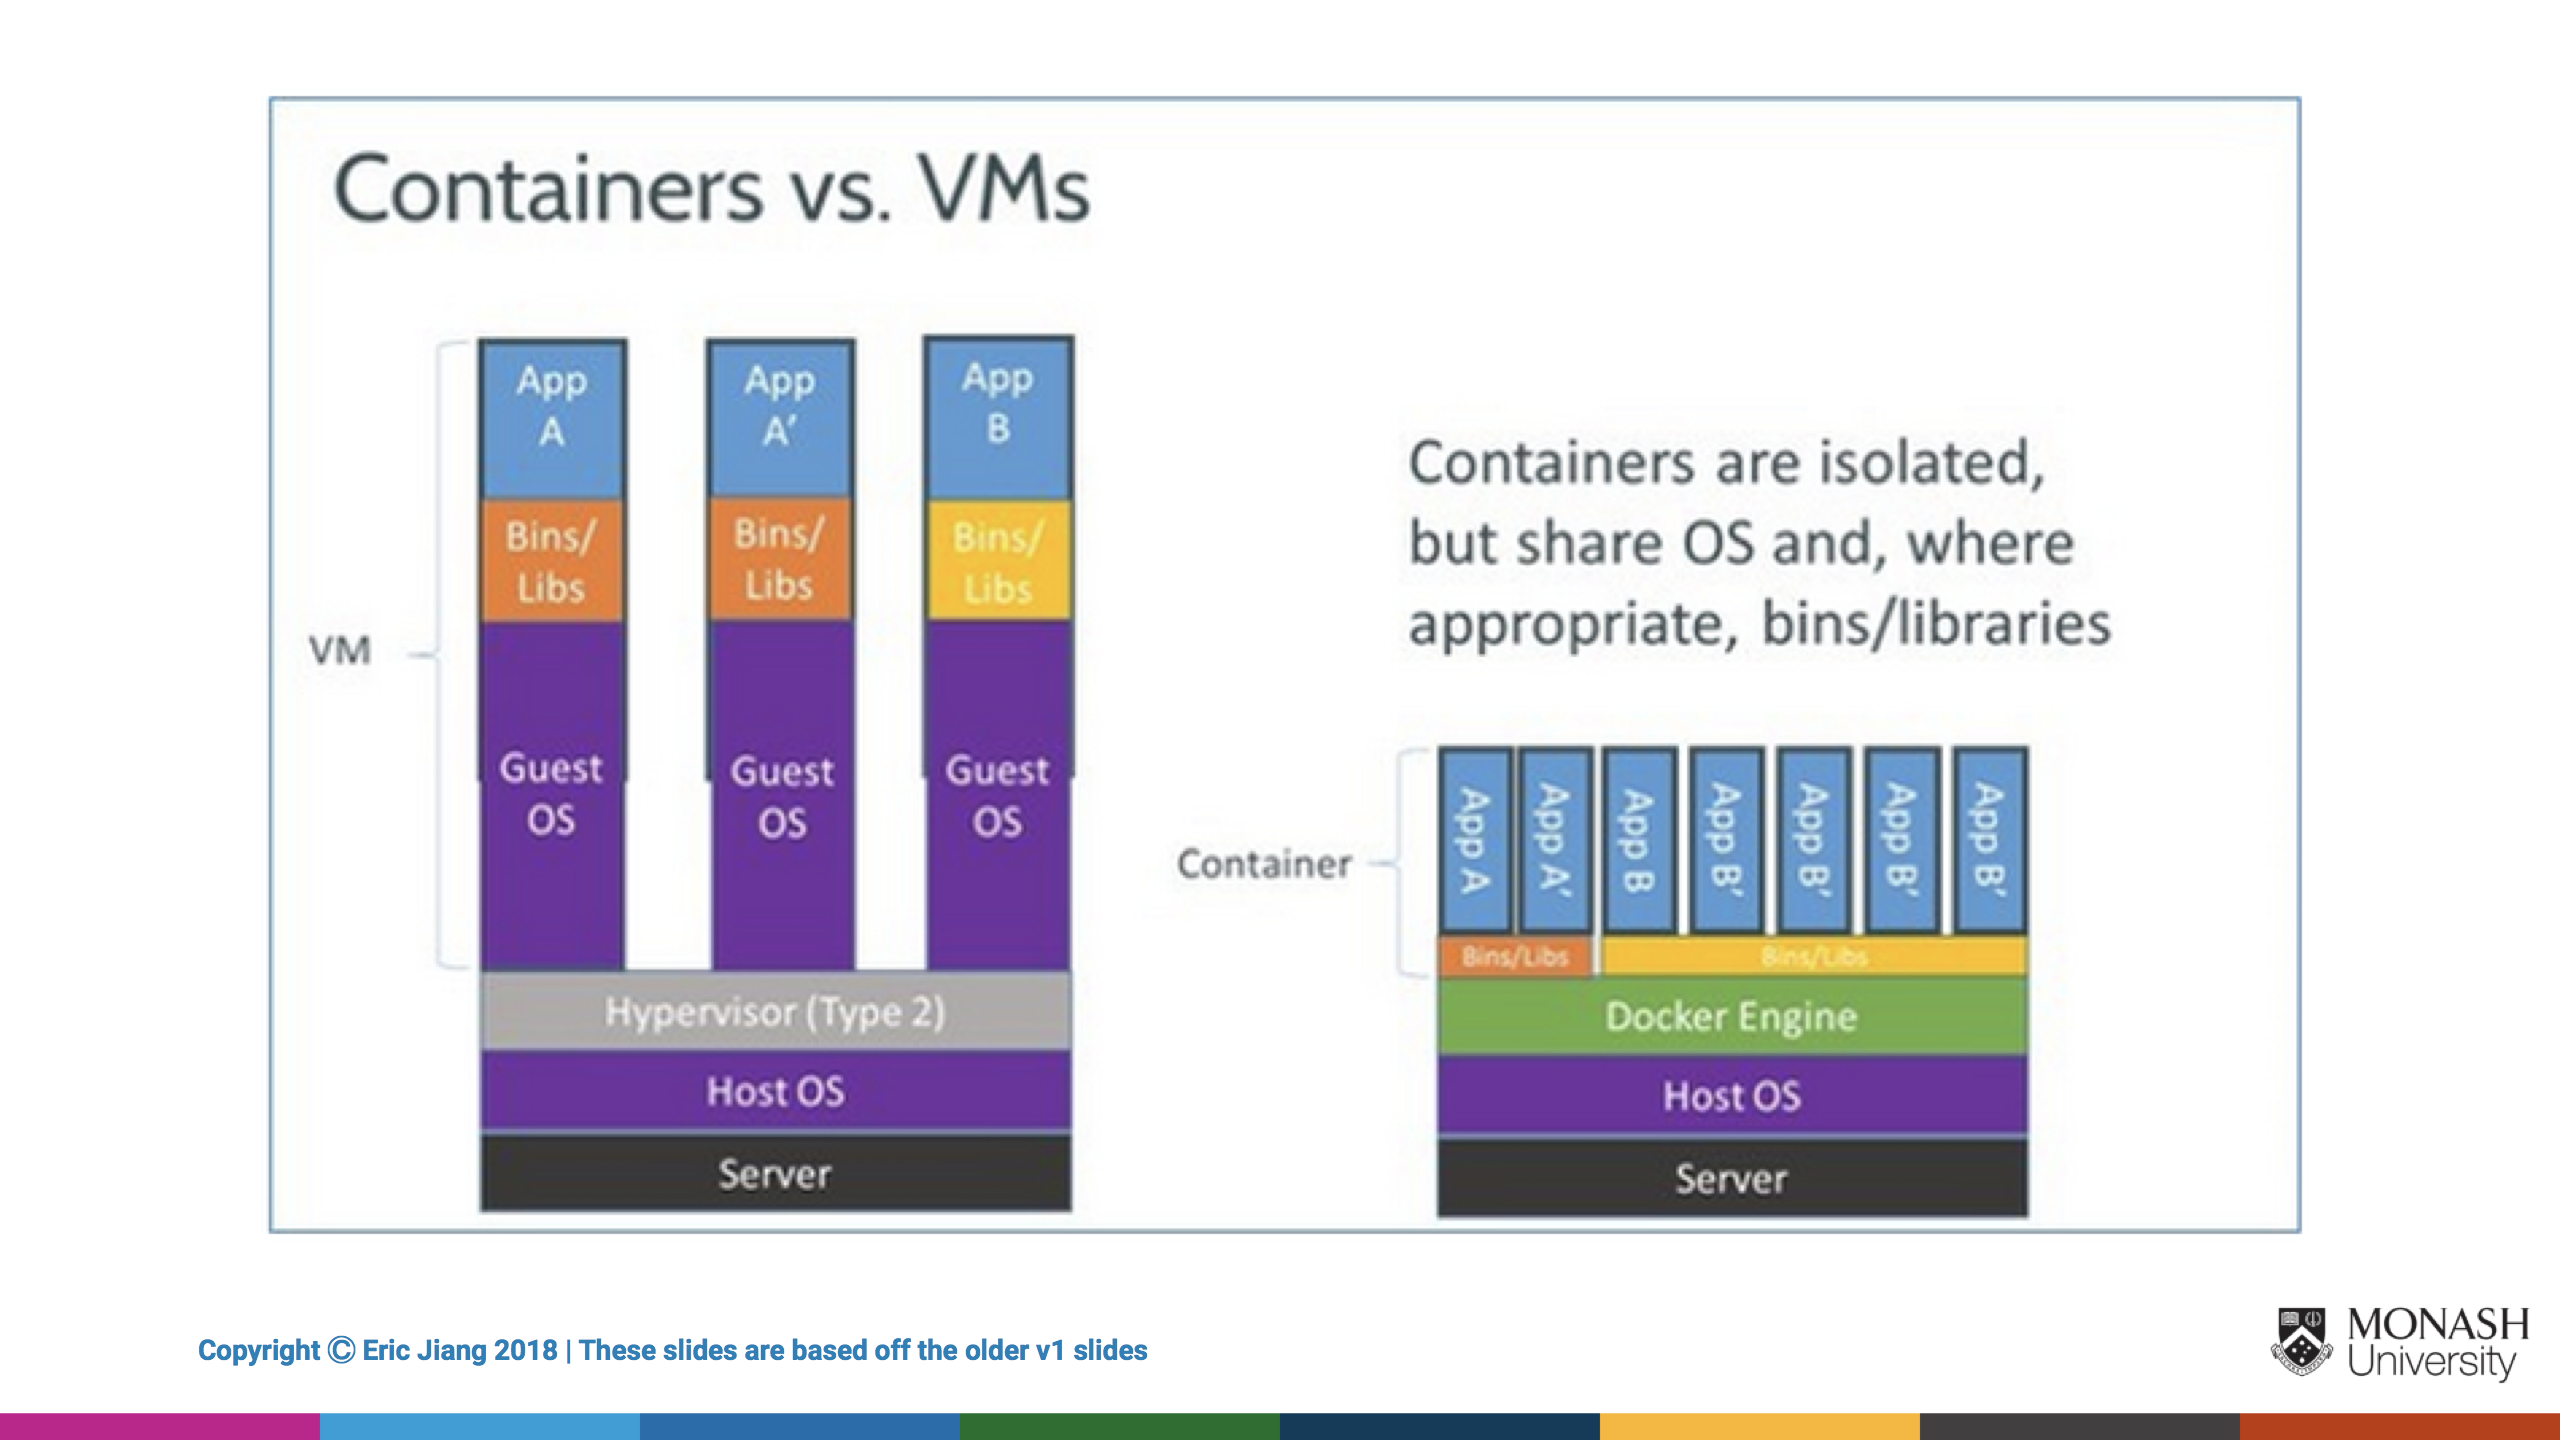 Containers vs. VMs
VM
App
A
Bins/
Libs
Guest
OS
App
A’
Bins/
Libs
Guest
OS
App
B
Bins/
Libs
Guest
OS
Hypervisor (Type 2)
Host OS
Server
Containers are isolated,
but share OS and, where
appropriate, bins/libraries
Container
App A
App A’
App B
App B’
App B’
App B’
App B’
Bins/Libs
Bins/Libs
Docker Engine
Host OS
Server
Copyright © Eric Jiang 2018 | These slides are based off the older v1 slides
MONASH
University